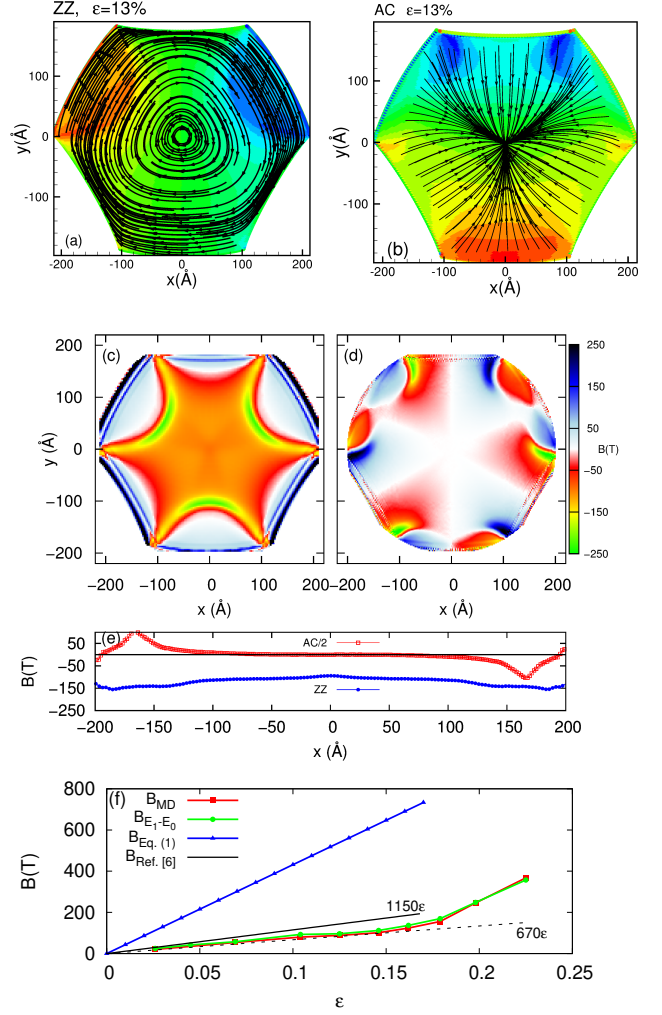 ZZ, ε=13%
AC ε=13%
y(Å)
100
0
-100
(a)
-200 -100 0 100 200
x(Å)
y(Å)
100
0
-100
(b)
-200 -100 0 100 200
x(Å)
(c)
y (Å)
200
100
0
−100
−200
−200 −100 0 100 200
x (Å)
(d)
−200 −100 0 100 200
x (Å)
250
150
50
B(T)
−50
−150
−250
(e)
B(T)
50
−50
−150
−250
AC/2
ZZ
−200 −150 −100 −50 0 50 100 150 200
x (Å)
(f)
B(T)
800
600
400
200
0
B_MD
B_E₁-E₀
B_Eq. (1)
B_Ref. [6]
1150ε
670ε
0 0.05 0.1 0.15 0.2 0.25
ε